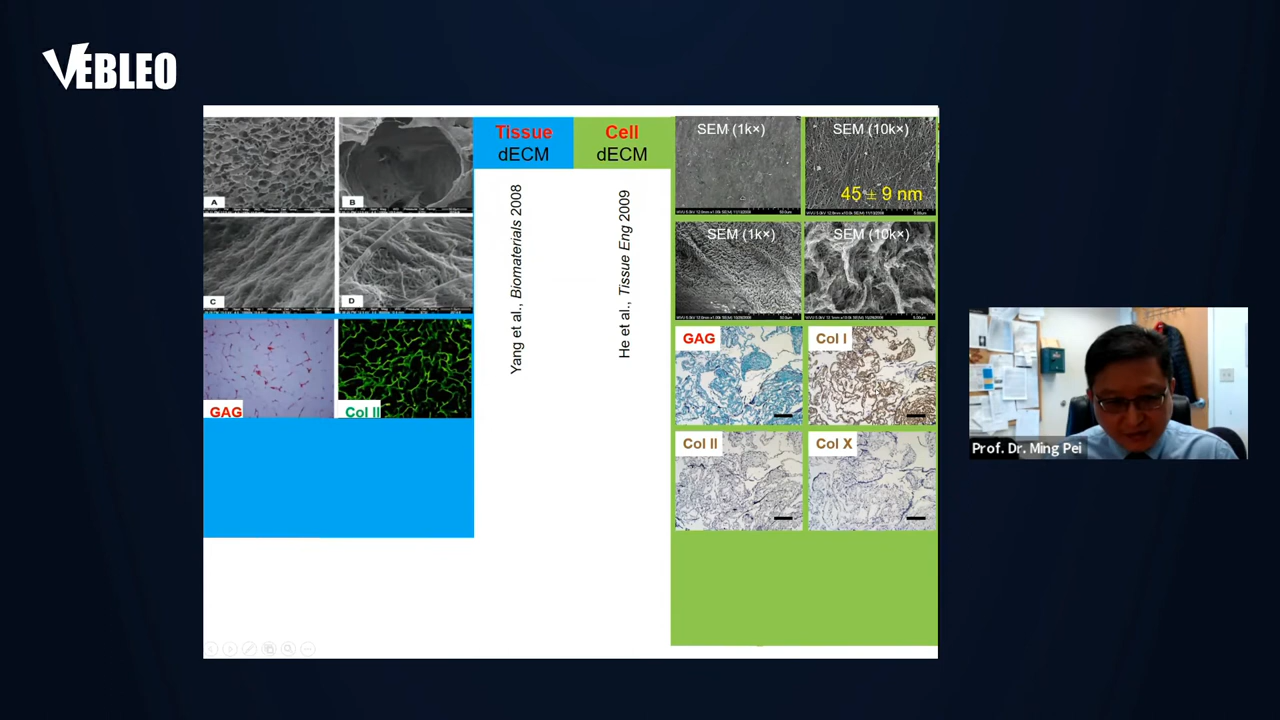 VEBLEO
Tissue
dECM
Cell
dECM
SEM (1k×)
SEM (10k×)
45 ± 9 nm
A
B
SEM (1k×)
SEM (10k×)
C
D
Yang et al., Biomaterials 2008
He et al., Tissue Eng 2009
GAG
Col II
GAG
Col I
Col II
Col X
Prof. Dr. Ming Pei